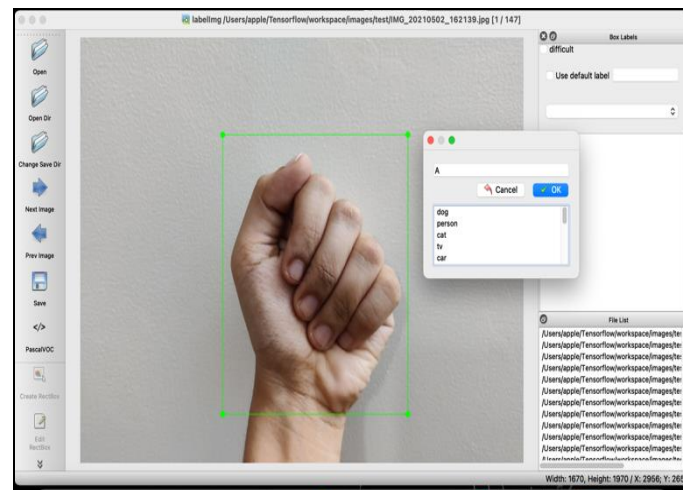 labelImg /Users/apple/Tensorflow/workspace/images/test/IMG_20210502_162139.jpg [1 / 147]
Open
Open Dir
Change Save Dir
Next Image
Prev Image
Save
</>
PascalVOC
Create RectBox
Edit
RectBox
A
Cancel
OK
dog
person
cat
tv
car
Box Labels
difficult
Use default label
File List
/Users/apple/Tensorflow/workspace/images/te
/Users/apple/Tensorflow/workspace/images/te
/Users/apple/Tensorflow/workspace/images/te
/Users/apple/Tensorflow/workspace/images/te
/Users/apple/Tensorflow/workspace/images/te
/Users/apple/Tensorflow/workspace/images/te
/Users/apple/Tensorflow/workspace/images/te
/Users/apple/Tensorflow/workspace/images/te
/Users/apple/Tensorflow/workspace/images/te
/Users/apple/Tensorflow/workspace/images/te
/Users/apple/Tensorflow/workspace/images/te
Width: 1670, Height: 1970 / X: 2956; Y: 265